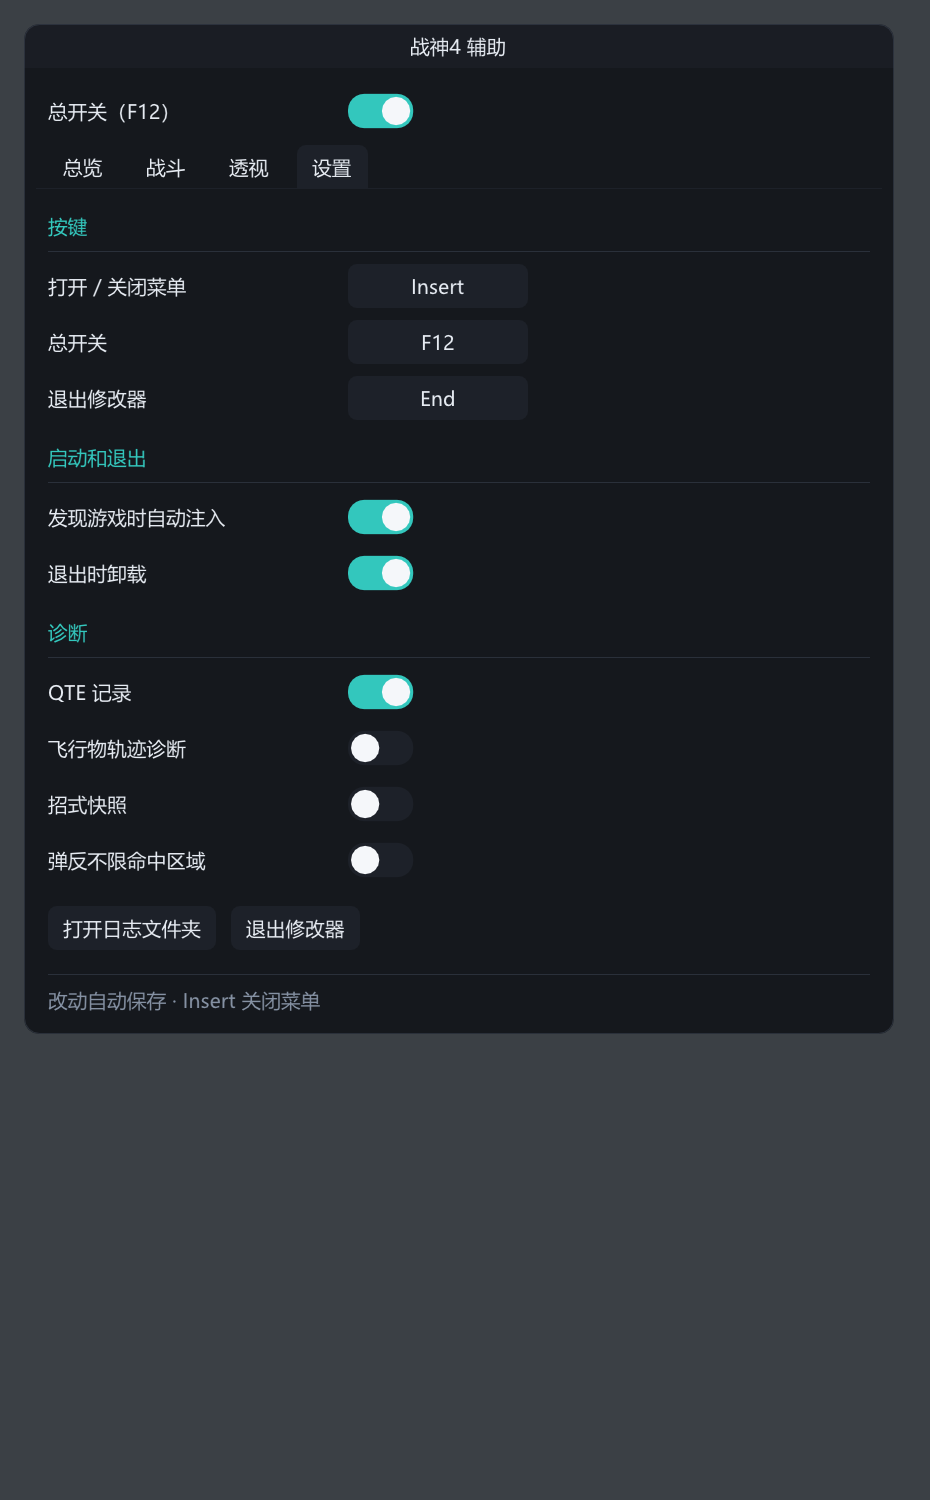 战神4 辅助
总开关（F12）
总览 战斗 透视 设置
按键
打开 / 关闭菜单 Insert
总开关 F12
退出修改器 End
启动和退出
发现游戏时自动注入
退出时卸载
诊断
QTE 记录
飞行物轨迹诊断
招式快照
弹反不限命中区域
打开日志文件夹 退出修改器
改动自动保存 · Insert 关闭菜单